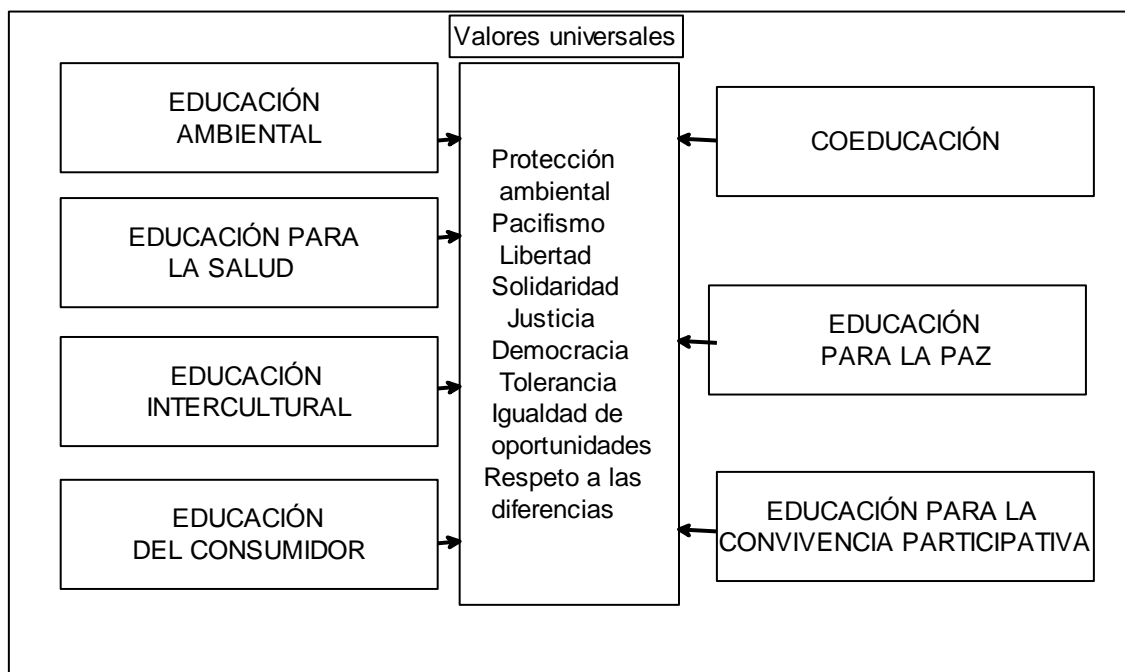 Valores universales
EDUCACIÓN
AMBIENTAL
EDUCACIÓN PARA
LA SALUD
EDUCACIÓN
INTERCULTURAL
EDUCACIÓN
DEL CONSUMIDOR
Protección
ambiental
Pacifismo
Libertad
Solidaridad
Justicia
Democracia
Tolerancia
Igualdad de
oportunidades
Respeto a las
diferencias
COEDUCACIÓN
EDUCACIÓN
PARA LA PAZ
EDUCACIÓN PARA LA
CONVIVENCIA PARTICIPATIVA